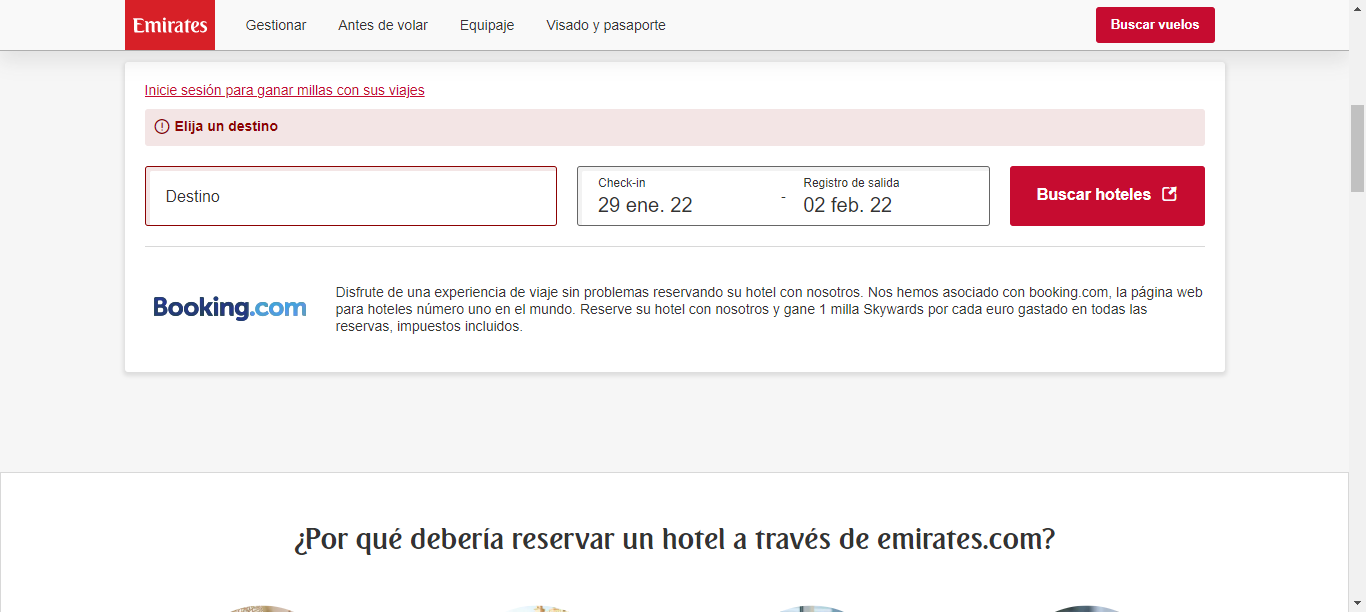 Emirates
Gestionar
Antes de volar
Equipaje
Visado y pasaporte
Buscar vuelos
Inicie sesión para ganar millas con sus viajes
Elija un destino
Destino
Check-in
29 ene. 22
-
Registro de salida
02 feb. 22
Buscar hoteles
Booking.com
Disfrute de una experiencia de viaje sin problemas reservando su hotel con nosotros. Nos hemos asociado con booking.com, la página web
para hoteles número uno en el mundo. Reserve su hotel con nosotros y gane 1 milla Skywards por cada euro gastado en todas las
reservas, impuestos incluidos.
¿Por qué debería reservar un hotel a través de emirates.com?